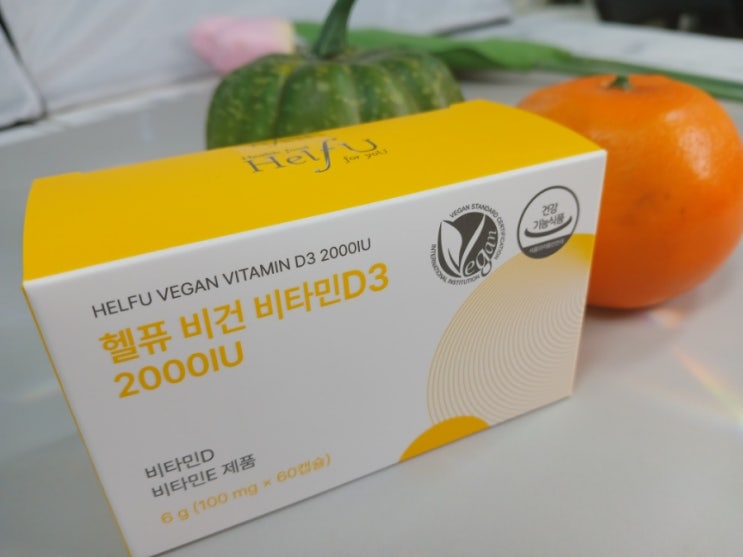 HelfU
for yoU
HELFU VEGAN VITAMIN D3 2000IU
헬퓨 비건 비타민D3
2000IU
VEGAN STANDARD CERTIFICATION
INTERNATIONAL INSTITUTION
Vegan
건강
기능식품
비타민D
비타민E 제품
6 g (100 mg × 60캡슐)